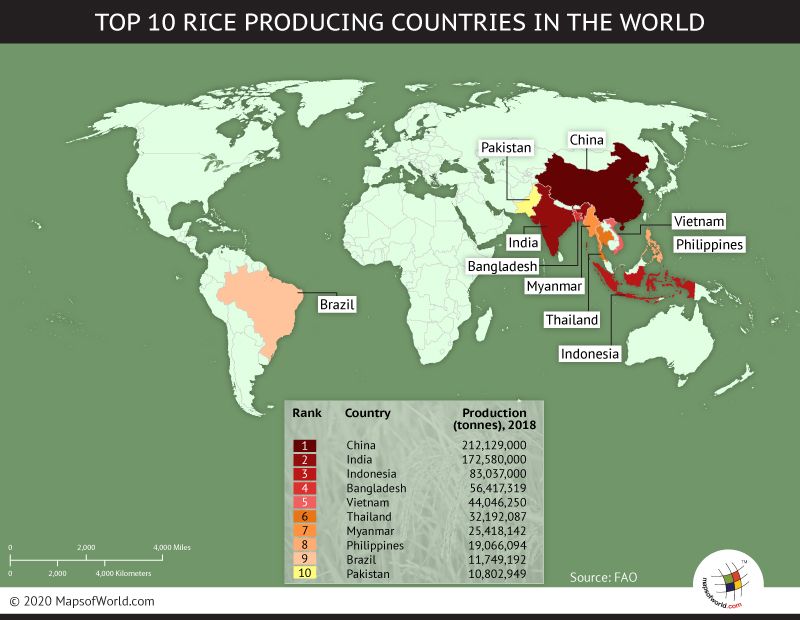 TOP 10 RICE PRODUCING COUNTRIES IN THE WORLD
China
Pakistan
Vietnam
India
Philippines
Bangladesh
Myanmar
Brazil
Thailand
Indonesia
Rank Country Production
(tonnes), 2018
1 China 212,129,000
2 India 172,580,000
3 Indonesia 83,037,000
4 Bangladesh 56,417,319
5 Vietnam 44,046,250
6 Thailand 32,192,087
7 Myanmar 25,418,142
8 Philippines 19,066,094
9 Brazil 11,749,192
10 Pakistan 10,802,949
0 2,000 4,000 Miles
0 2,000 4,000 Kilometers
Source: FAO
mapsofworld.com
TM
© 2020 MapsofWorld.com